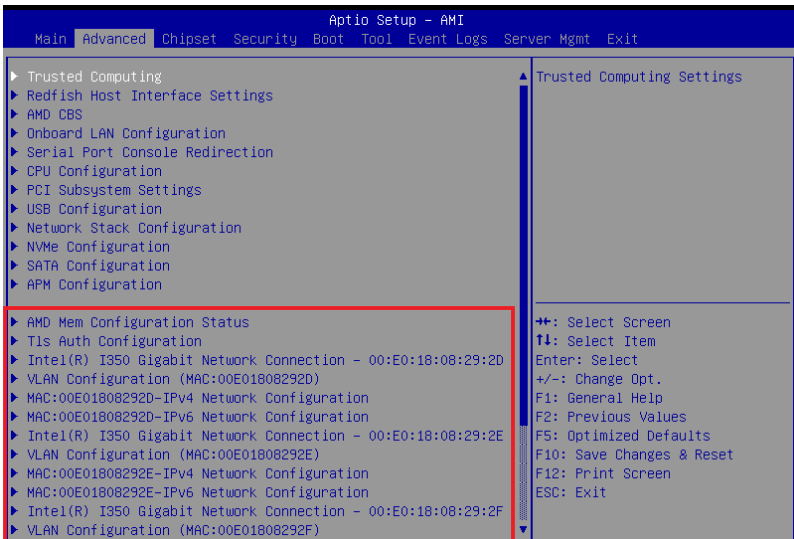 Aptio Setup – AMI
Main Advanced Chipset Security Boot Tool Event Logs Server Mgmt Exit
Trusted Computing
Redfish Host Interface Settings
AMD CBS
Onboard LAN Configuration
Serial Port Console Redirection
CPU Configuration
PCI Subsystem Settings
USB Configuration
Network Stack Configuration
NVMe Configuration
SATA Configuration
APM Configuration
AMD Mem Configuration Status
Tls Auth Configuration
Intel(R) I350 Gigabit Network Connection – 00:E0:18:08:29:2D
VLAN Configuration (MAC:00E01808292D)
MAC:00E01808292D-IPv4 Network Configuration
MAC:00E01808292D-IPv6 Network Configuration
Intel(R) I350 Gigabit Network Connection – 00:E0:18:08:29:2E
VLAN Configuration (MAC:00E01808292E)
MAC:00E01808292E-IPv4 Network Configuration
MAC:00E01808292E-IPv6 Network Configuration
Intel(R) I350 Gigabit Network Connection – 00:E0:18:08:29:2F
VLAN Configuration (MAC:00E01808292F)
Trusted Computing Settings
→←: Select Screen
↑↓: Select Item
Enter: Select
+/-: Change Opt.
F1: General Help
F2: Previous Values
F5: Optimized Defaults
F10: Save Changes & Reset
F12: Print Screen
ESC: Exit